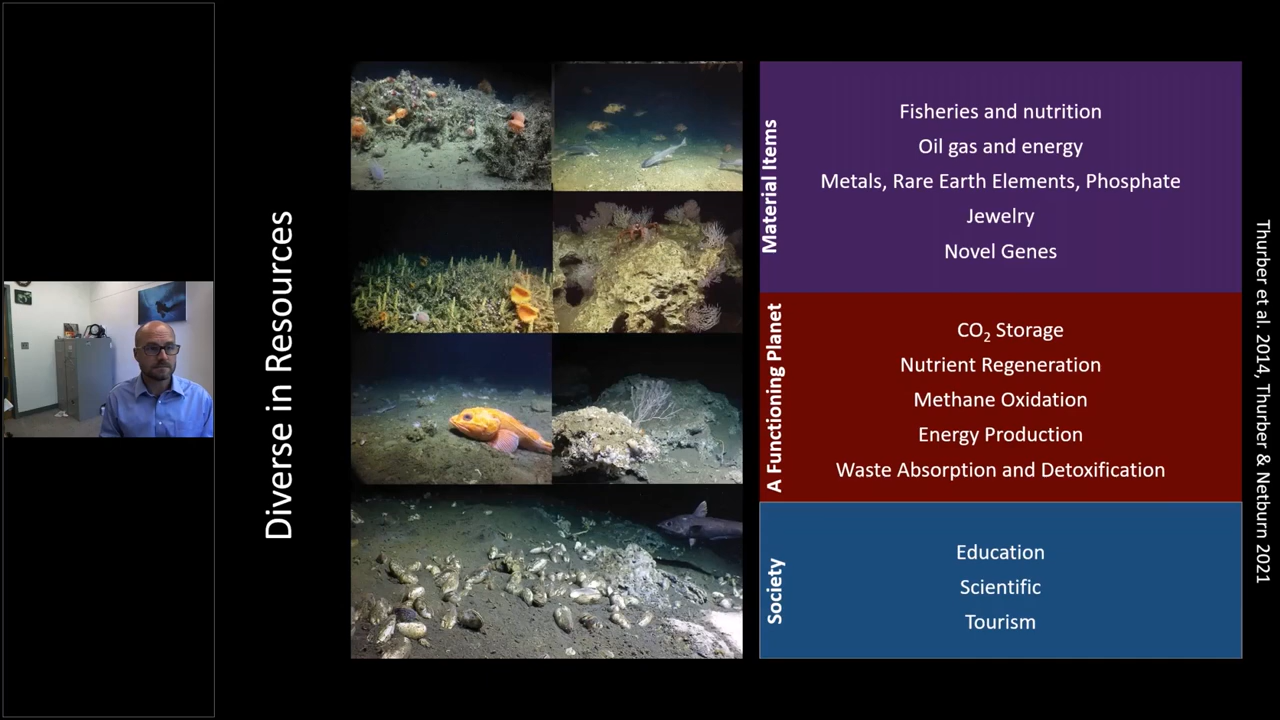 Diverse in Resources
Material Items
Fisheries and nutrition
Oil gas and energy
Metals, Rare Earth Elements, Phosphate
Jewelry
Novel Genes
A Functioning Planet
CO₂ Storage
Nutrient Regeneration
Methane Oxidation
Energy Production
Waste Absorption and Detoxification
Society
Education
Scientific
Tourism
Thurber et al. 2014, Thurber & Netburn 2021